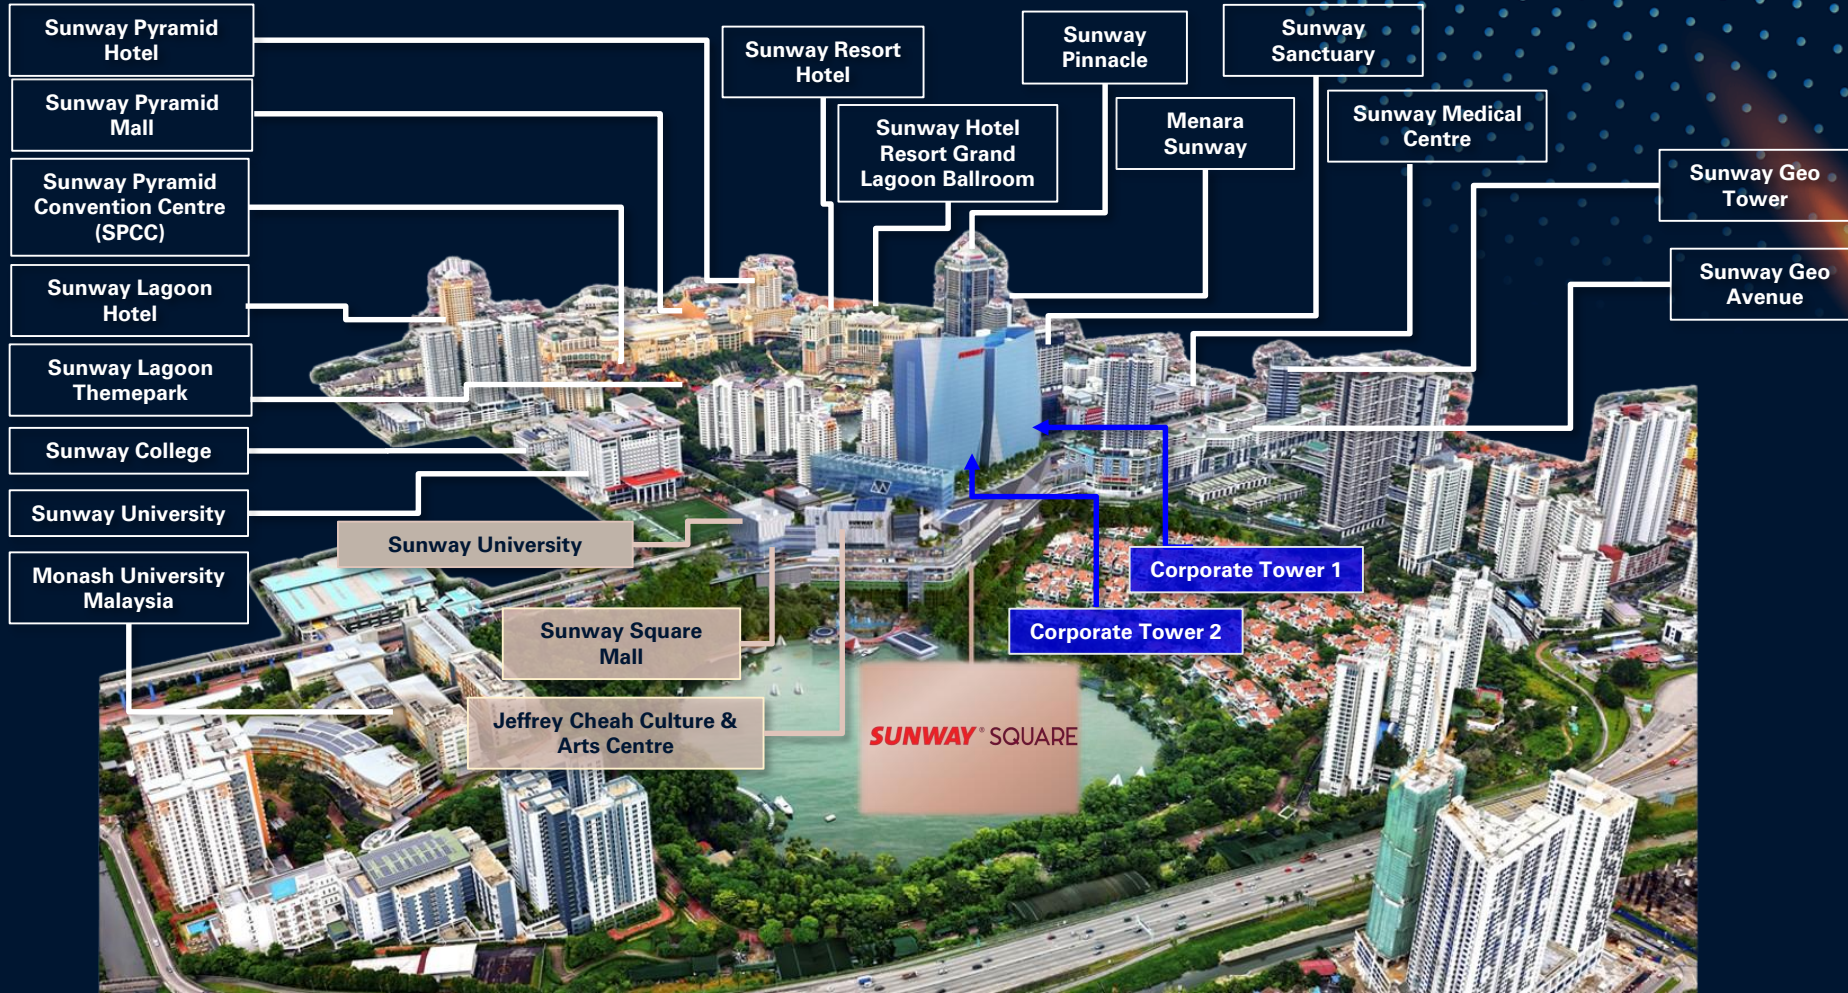 Sunway Pyramid
Hotel
Sunway Pyramid
Mall
Sunway Pyramid
Convention Centre
(SPCC)
Sunway Lagoon
Hotel
Sunway Lagoon
Themepark
Sunway College
Sunway University
Monash University
Malaysia
Sunway Resort
Hotel
Sunway Hotel
Resort Grand
Lagoon Ballroom
Sunway
Pinnacle
Menara
Sunway
Sunway
Sanctuary
Sunway Medical
Centre
Sunway Geo
Tower
Sunway Geo
Avenue
SUNWAY
Sunway University
Sunway Square
Mall
Jeffrey Cheah Culture &
Arts Centre
Corporate Tower 1
Corporate Tower 2
SUNWAY® SQUARE